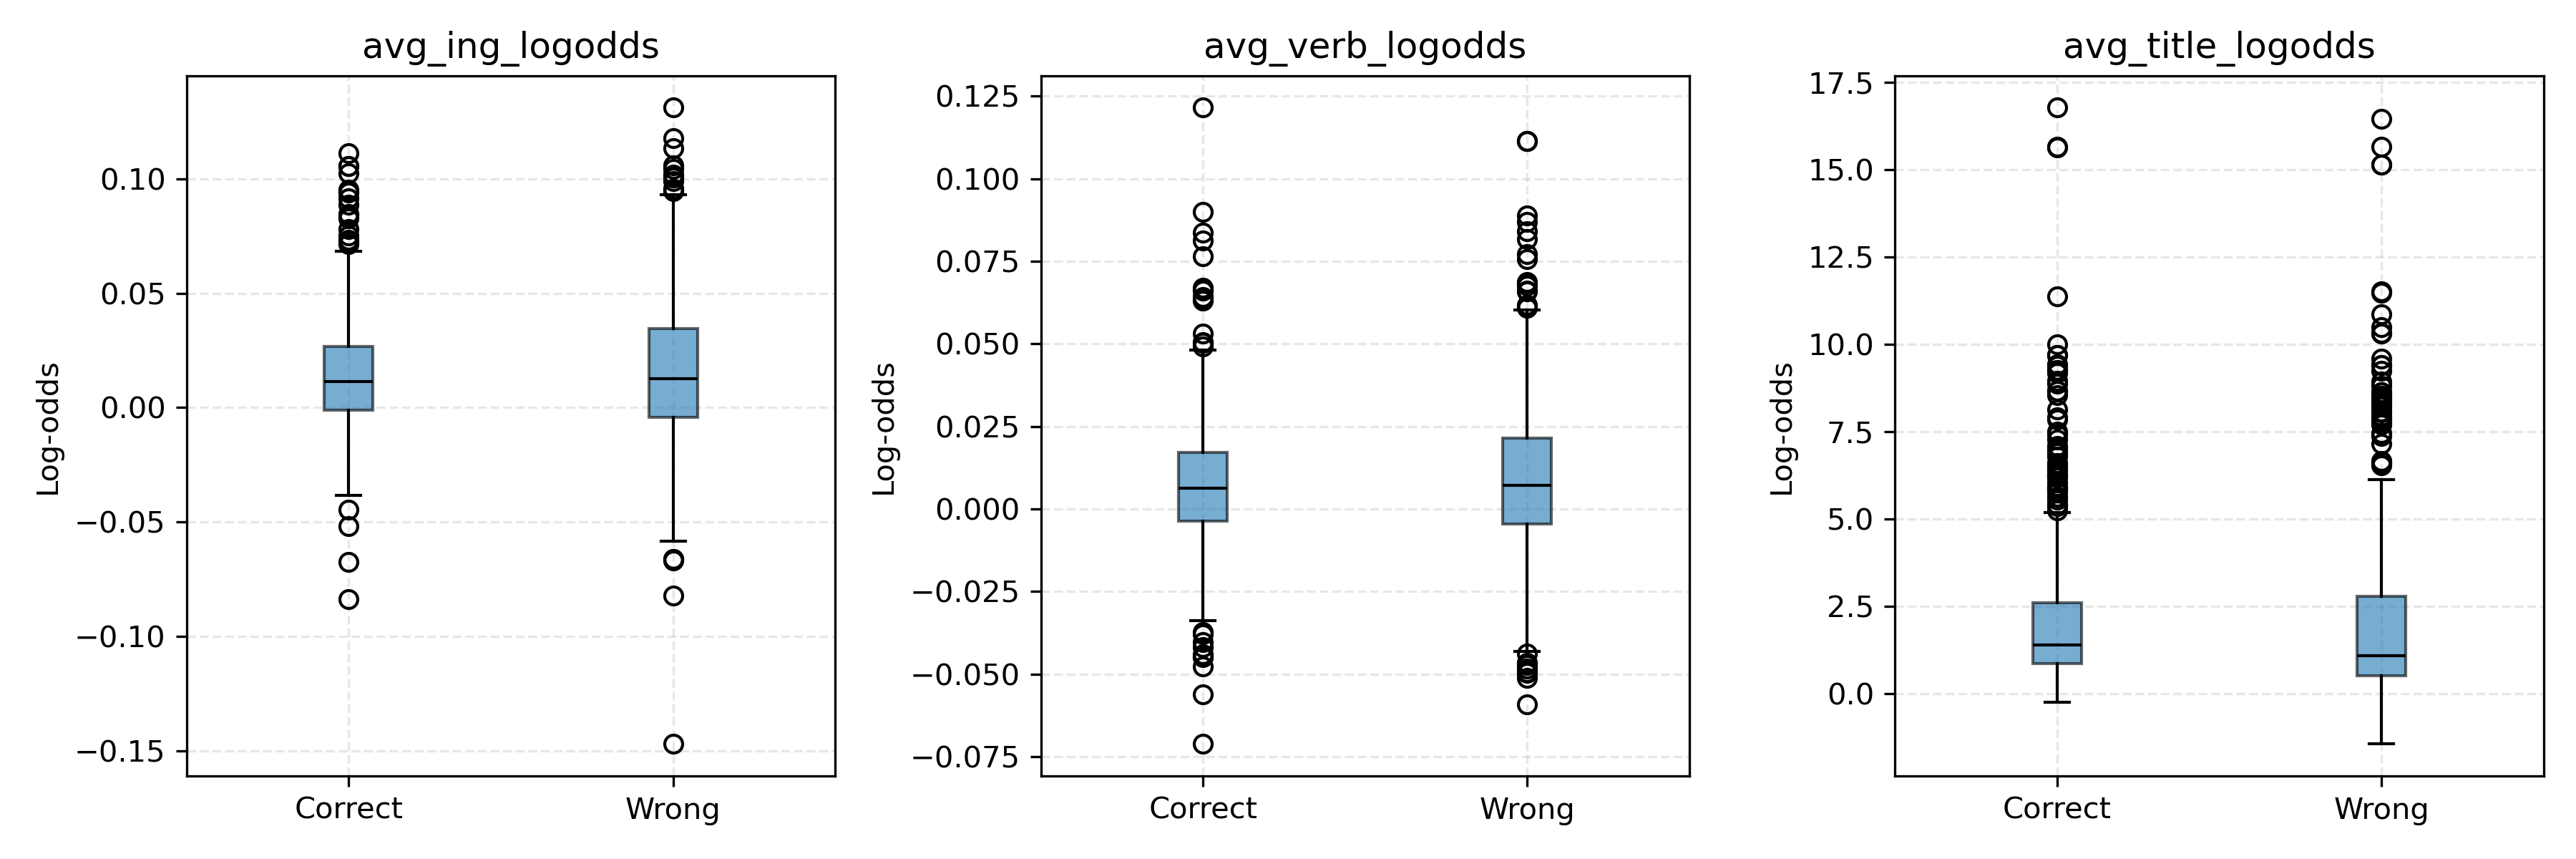 avg_ing_logodds
Log-odds
0.10
0.05
0.00
−0.05
−0.10
−0.15
Correct
Wrong
avg_verb_logodds
Log-odds
0.125
0.100
0.075
0.050
0.025
0.000
−0.025
−0.050
−0.075
Correct
Wrong
avg_title_logodds
Log-odds
17.5
15.0
12.5
10.0
7.5
5.0
2.5
0.0
Correct
Wrong